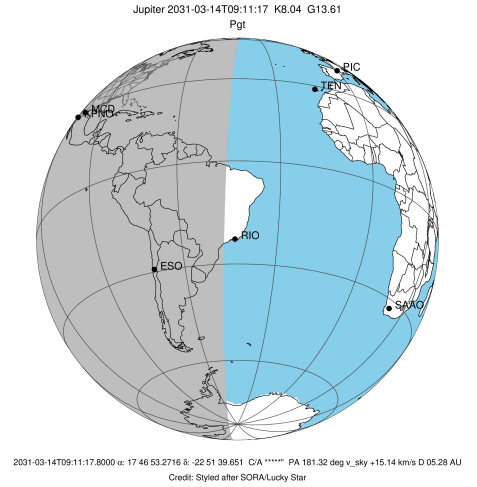 Jupiter 2031-03-14T09:11:17 K8.04 G13.61
Pgt
PIC
TEN
MCD
KPNO
RIO
ESO
SAAO
2031-03-14T09:11:17.8000 α: 17 46 53.2716 δ: -22 51 39.651 C/A *****" PA 181.32 deg v_sky +15.14 km/s D 05.28 AU
Credit: Styled after SORA/Lucky Star